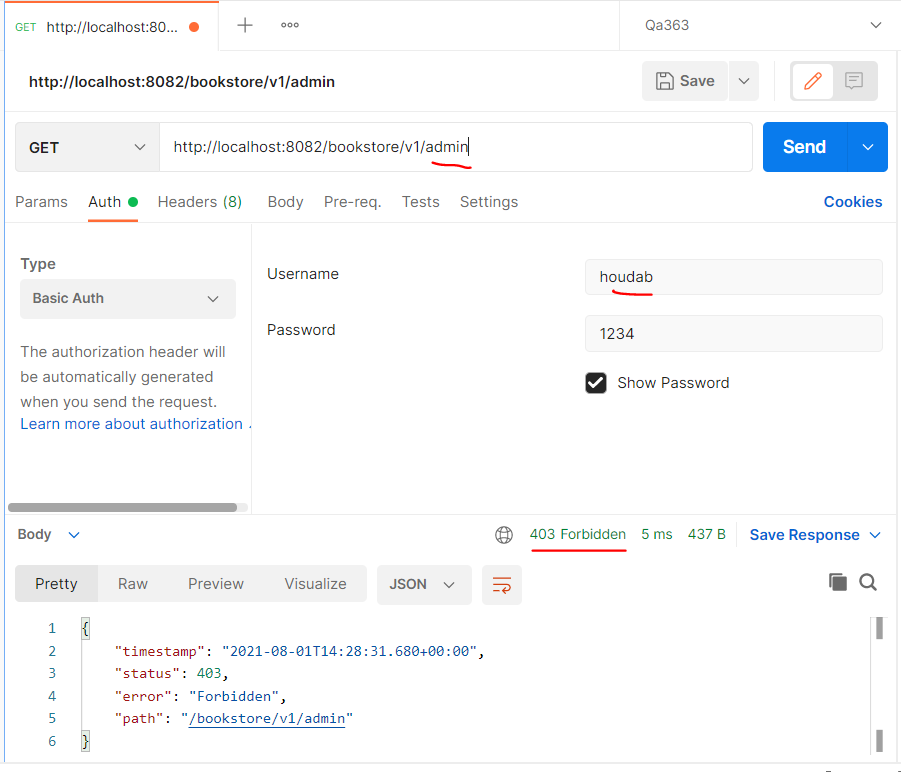 GET http://localhost:80... Qa363
http://localhost:8082/bookstore/v1/admin Save
GET http://localhost:8082/bookstore/v1/admin Send
Params Auth Headers (8) Body Pre-req. Tests Settings Cookies
Type
Basic Auth
The authorization header will
be automatically generated
when you send the request.
Learn more about authorization
Username houdab
Password 1234
Show Password
Body 403 Forbidden 5 ms 437 B Save Response
Pretty Raw Preview Visualize JSON
1 {
2 "timestamp": "2021-08-01T14:28:31.680+00:00",
3 "status": 403,
4 "error": "Forbidden",
5 "path": "/bookstore/v1/admin"
6 }